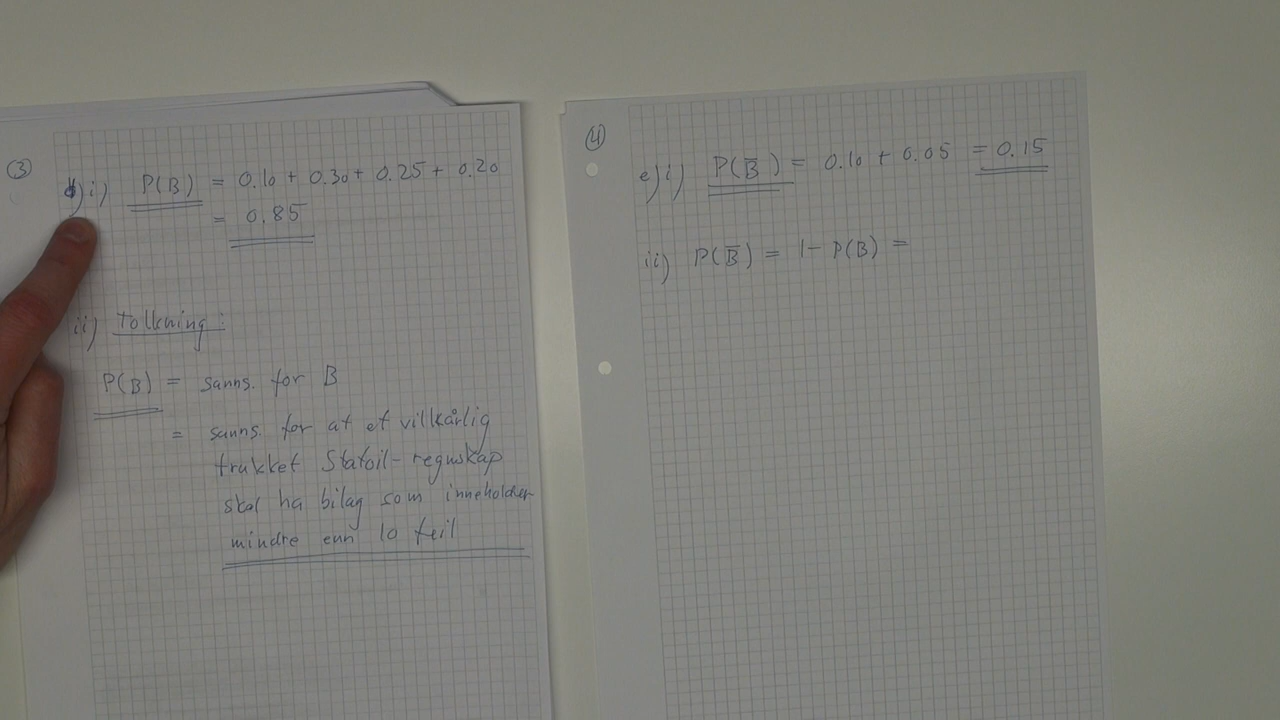 ③
d) i) P(B) = 0.10 + 0.30 + 0.25 + 0.20
= 0.85
ii) Tolkning:
P(B) = sanns. for B
= sanns. for at et vilkårlig
trukket Statoil-regnskap
skal ha bilag som inneholder
mindre enn 10 feil
④
e) i) P(B̅) = 0.10 + 0.05 = 0.15
ii) P(B̅) = 1 - P(B) =